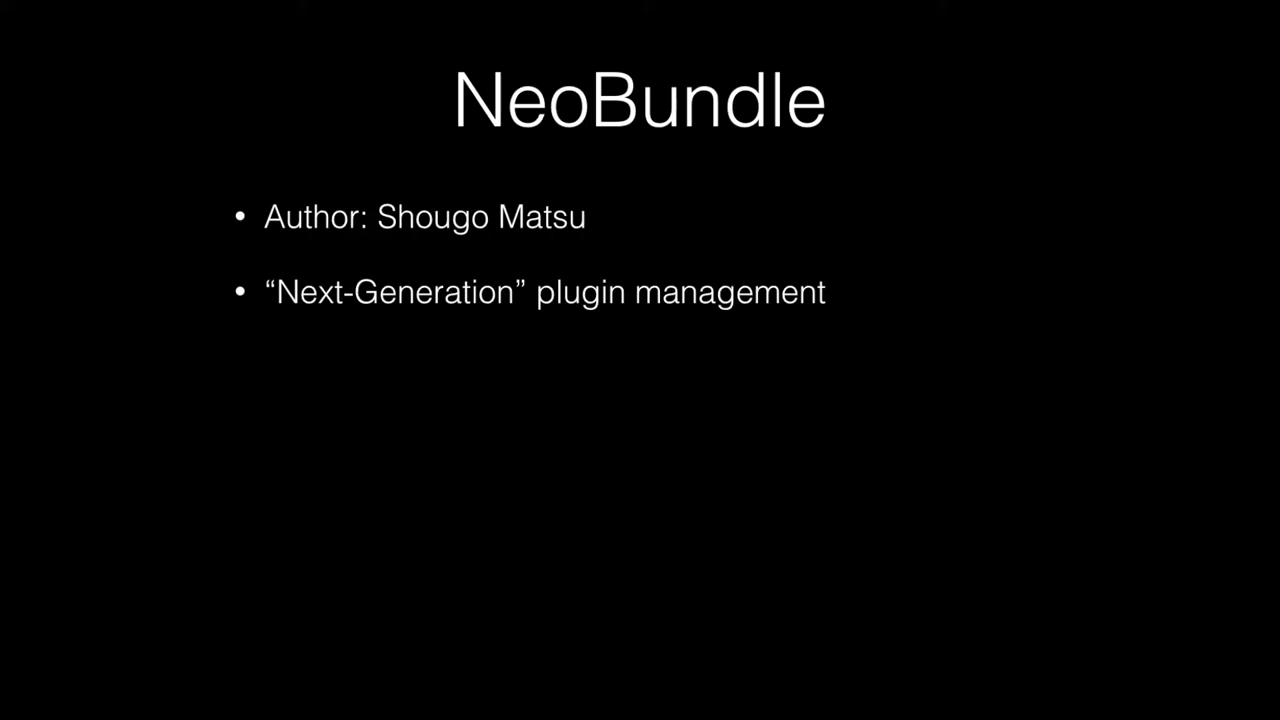 NeoBundle
• Author: Shougo Matsu
• “Next-Generation” plugin management